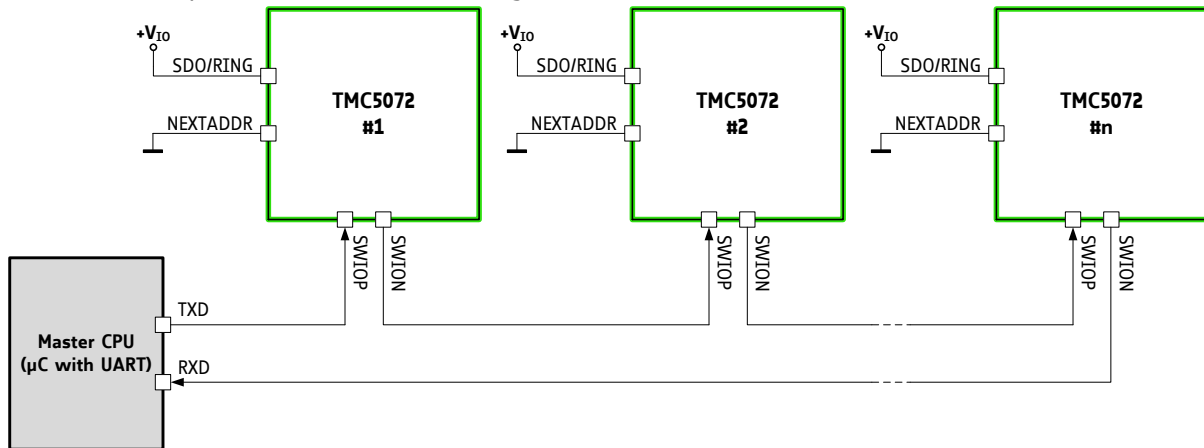 +VIO
SDO/RING
NEXTADDR
TMC5072
#1
SWIOP
SWION
+VIO
SDO/RING
NEXTADDR
TMC5072
#2
SWIOP
SWION
+VIO
SDO/RING
NEXTADDR
TMC5072
#n
SWIOP
SWION
Master CPU
(µC with UART)
TXD
RXD